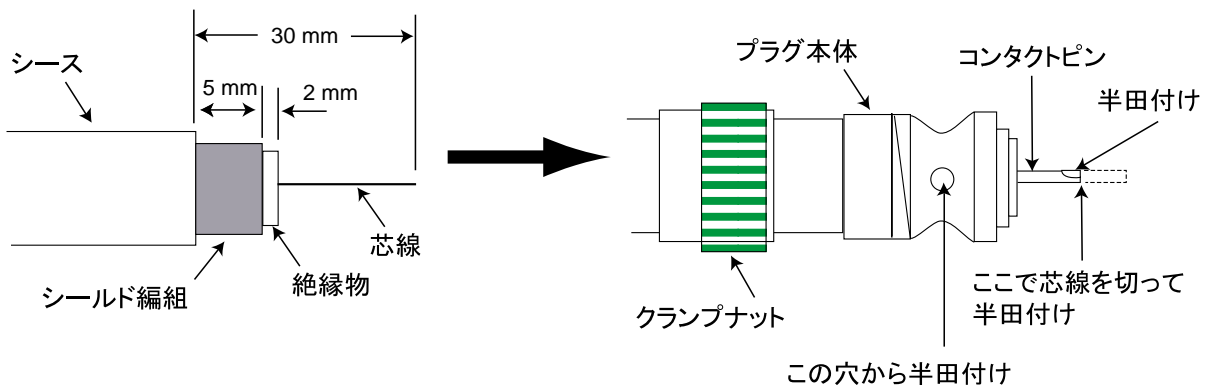 30 mm
シース
5 mm
2 mm
芯線
絶縁物
シールド編組
プラグ本体
コンタクトピン
半田付け
ここで芯線を切って
半田付け
クランプナット
この穴から半田付け